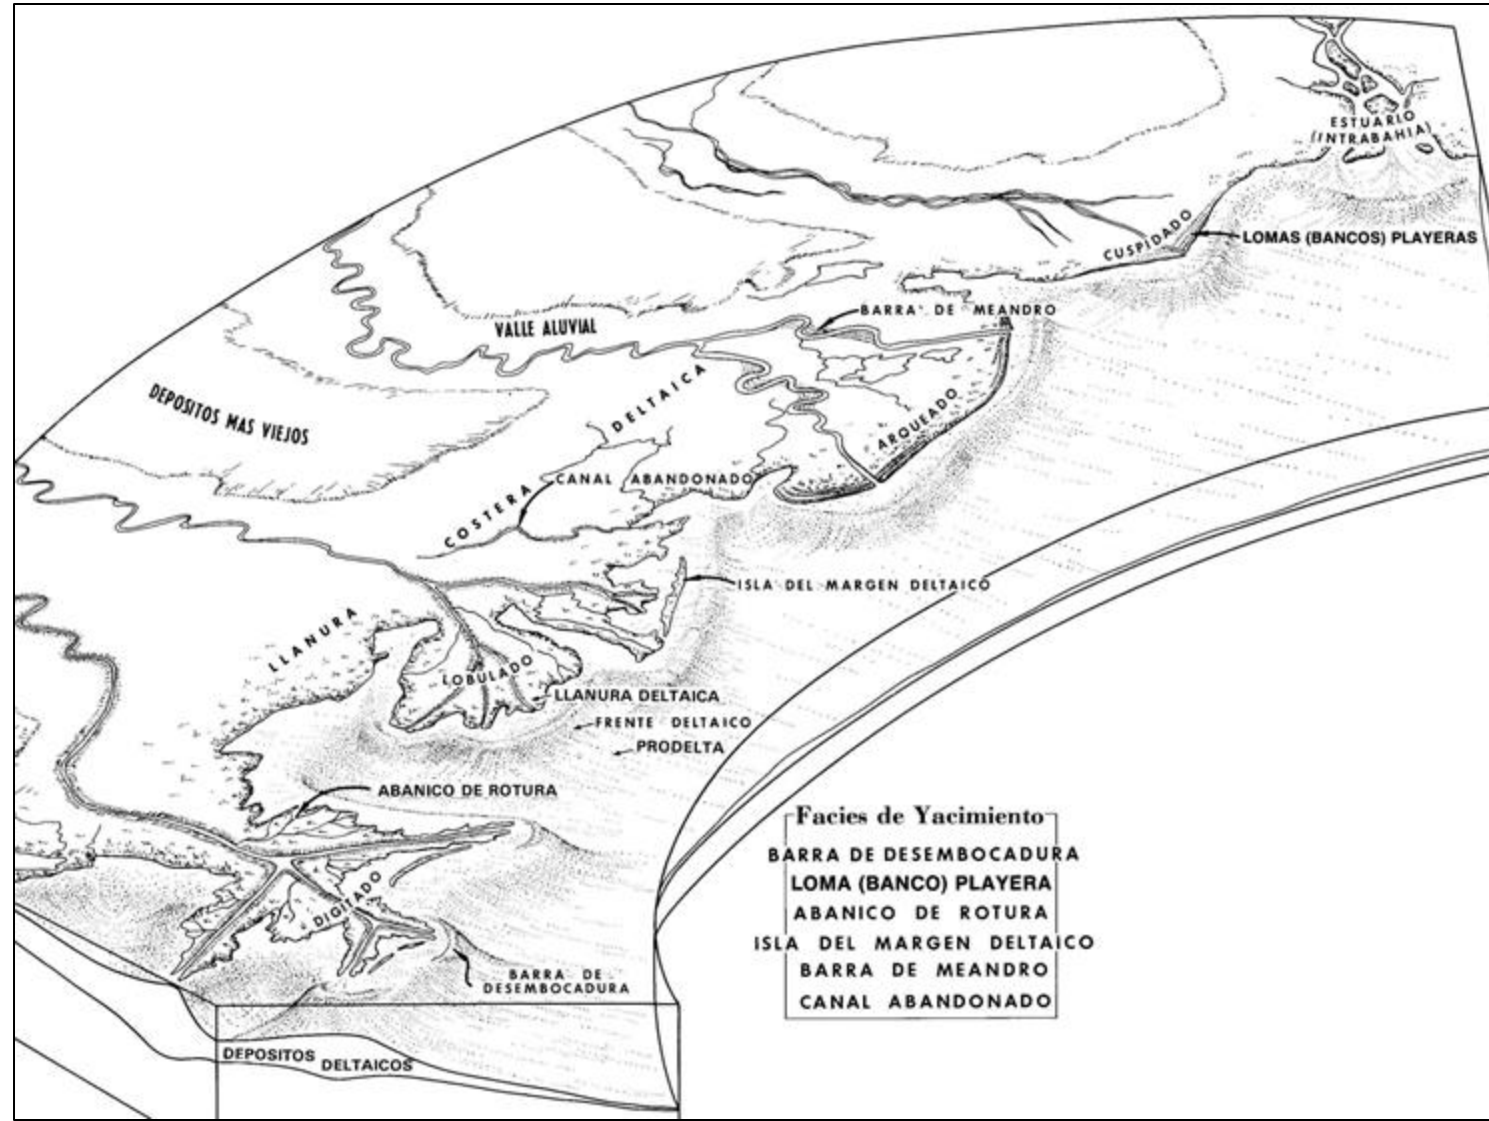 ESTUARIO
(INTRABAHIA)
CUSPIDADO
LOMAS (BANCOS) PLAYERAS
BARRA DE MEANDRO
VALLE ALUVIAL
DEPOSITOS MAS VIEJOS
ARQUEADO
LLANURA COSTERA DELTAICA
CANAL ABANDONADO
ISLA DEL MARGEN DELTAICO
LOBULADO
LLANURA DELTAICA
FRENTE DELTAICO
PRODELTA
ABANICO DE ROTURA
DIGITADO
BARRA DE
DESEMBOCADURA
DEPOSITOS DELTAICOS
Facies de Yacimiento
BARRA DE DESEMBOCADURA
LOMA (BANCO) PLAYERA
ABANICO DE ROTURA
ISLA DEL MARGEN DELTAICO
BARRA DE MEANDRO
CANAL ABANDONADO